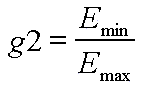 g2 = E_min / E_max